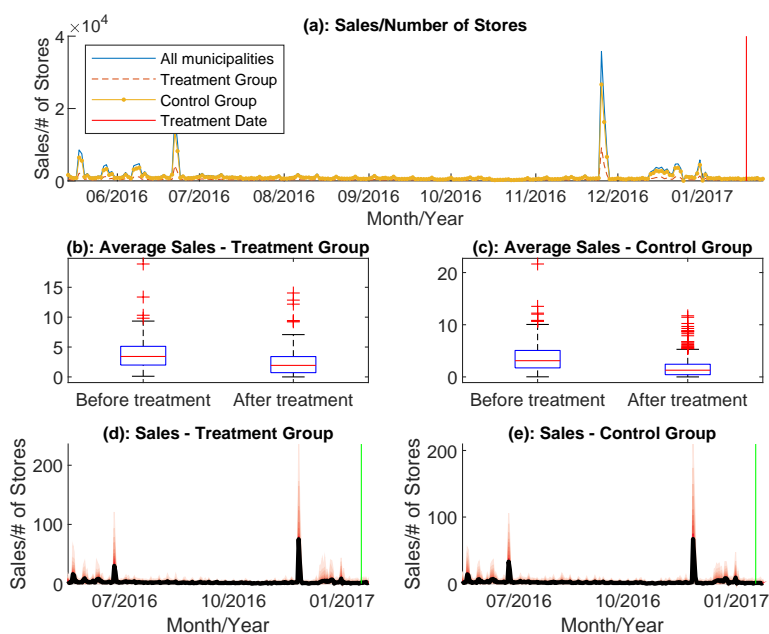 (a): Sales/Number of Stores
×10⁴
4
2
0
Sales/# of Stores
All municipalities
Treatment Group
Control Group
Treatment Date
06/2016 07/2016 08/2016 09/2016 10/2016 11/2016 12/2016 01/2017
Month/Year
(b): Average Sales - Treatment Group
15
10
5
0
Before treatment After treatment
(c): Average Sales - Control Group
20
10
0
Before treatment After treatment
(d): Sales - Treatment Group
Sales/# of Stores
200
100
0
07/2016 10/2016 01/2017
Month/Year
(e): Sales - Control Group
Sales/# of Stores
200
100
0
07/2016 10/2016 01/2017
Month/Year